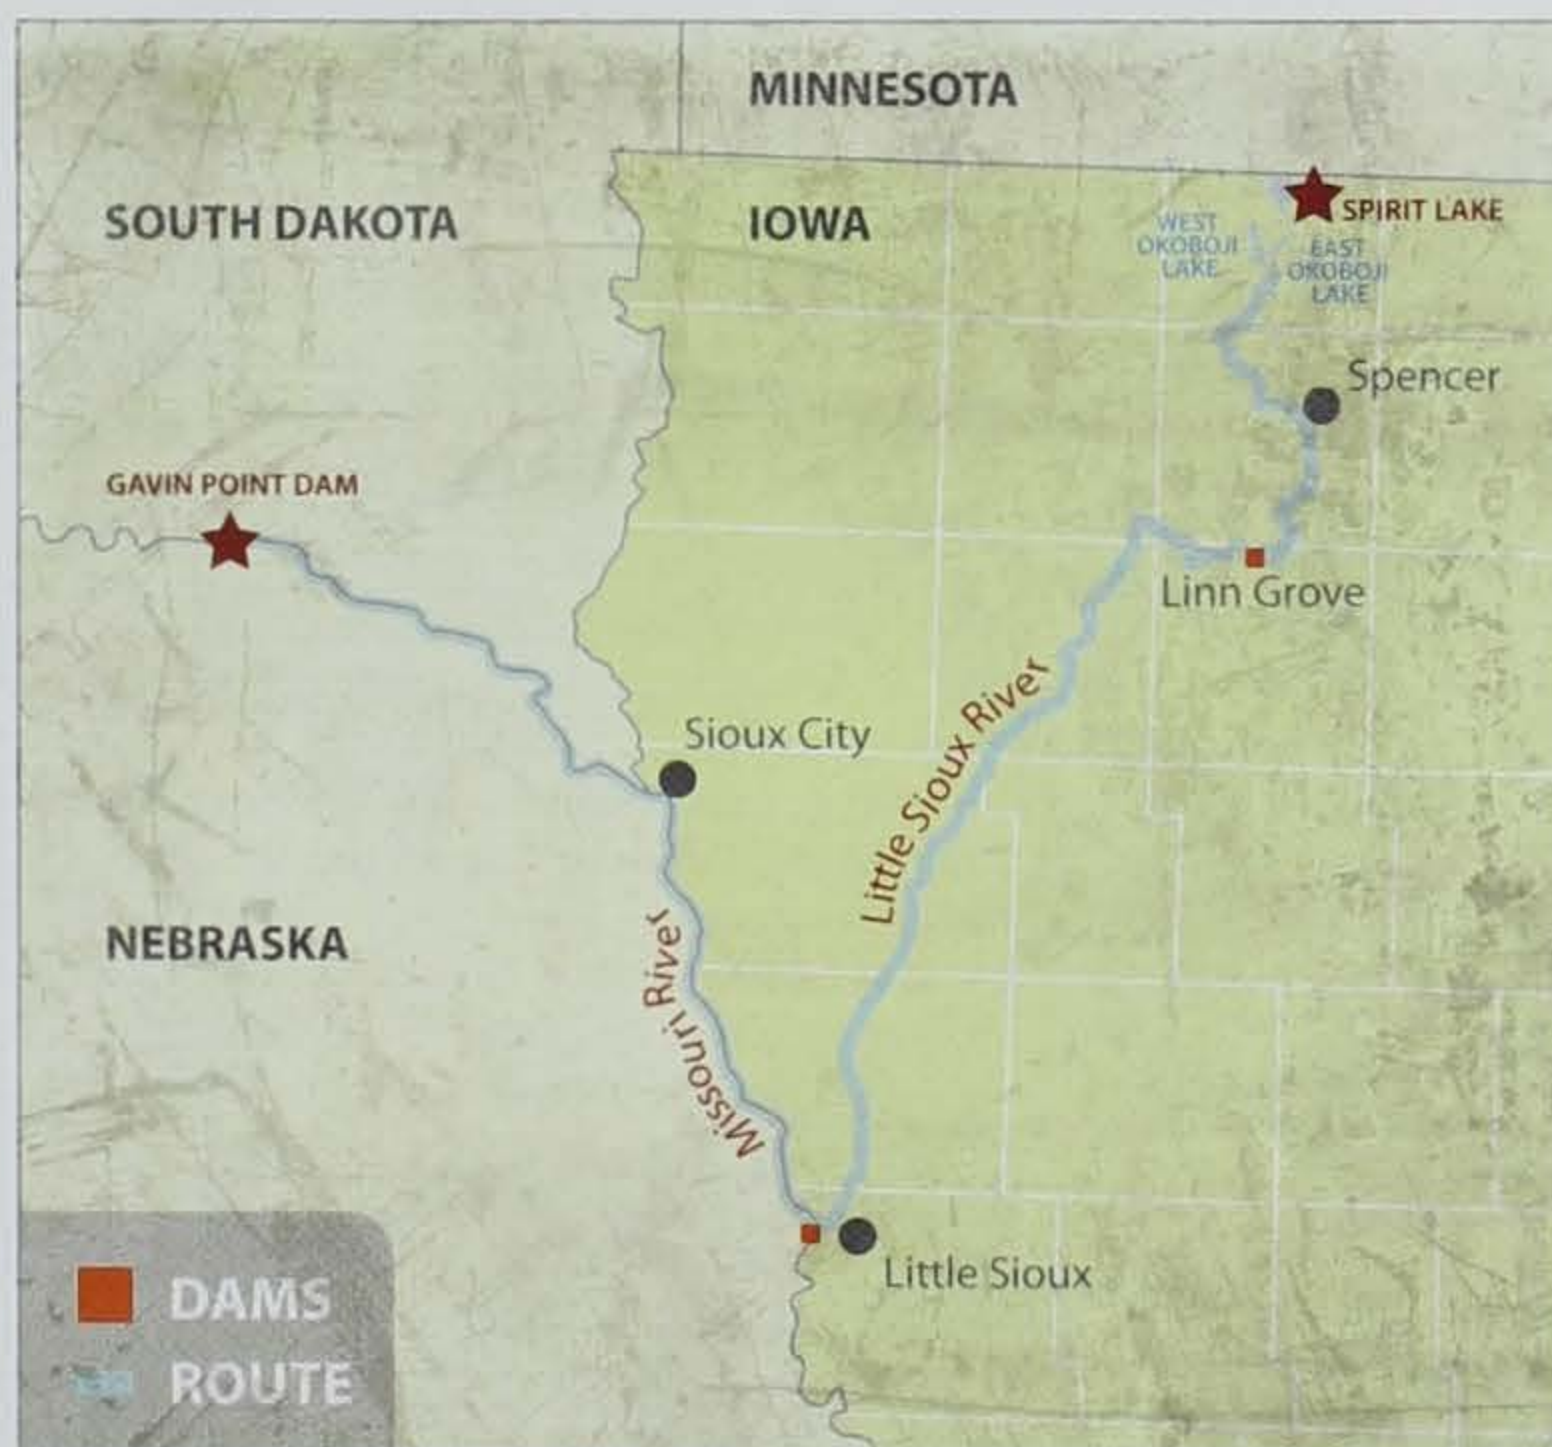 MINNESOTA
SOUTH DAKOTA
IOWA
SPIRIT LAKE
WEST
OKOBOJI
LAKE
EAST
OKOBOJI
LAKE
Spencer
GAVIN POINT DAM
Linn Grove
Little Sioux River
Sioux City
NEBRASKA
Missouri River
Little Sioux
DAMS
ROUTE